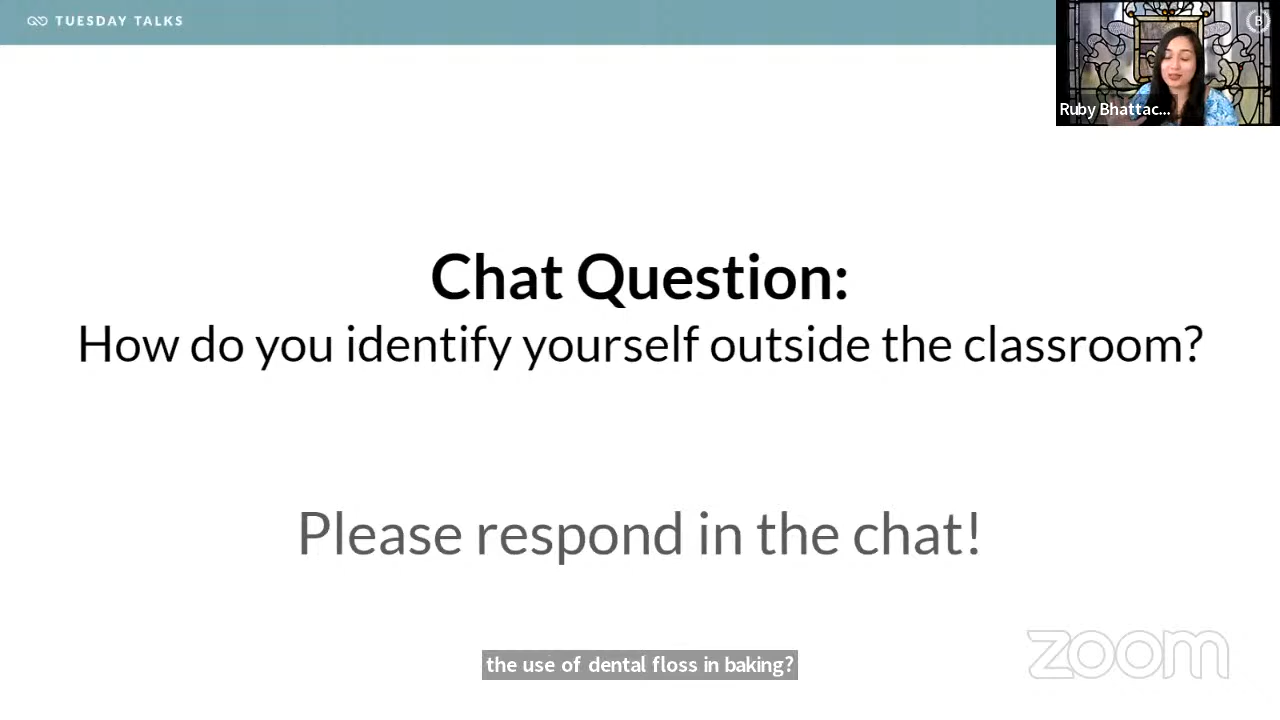 TUESDAY TALKS
B
Ruby Bhattac...
Chat Question:
How do you identify yourself outside the classroom?
Please respond in the chat!
the use of dental floss in baking?
zoom